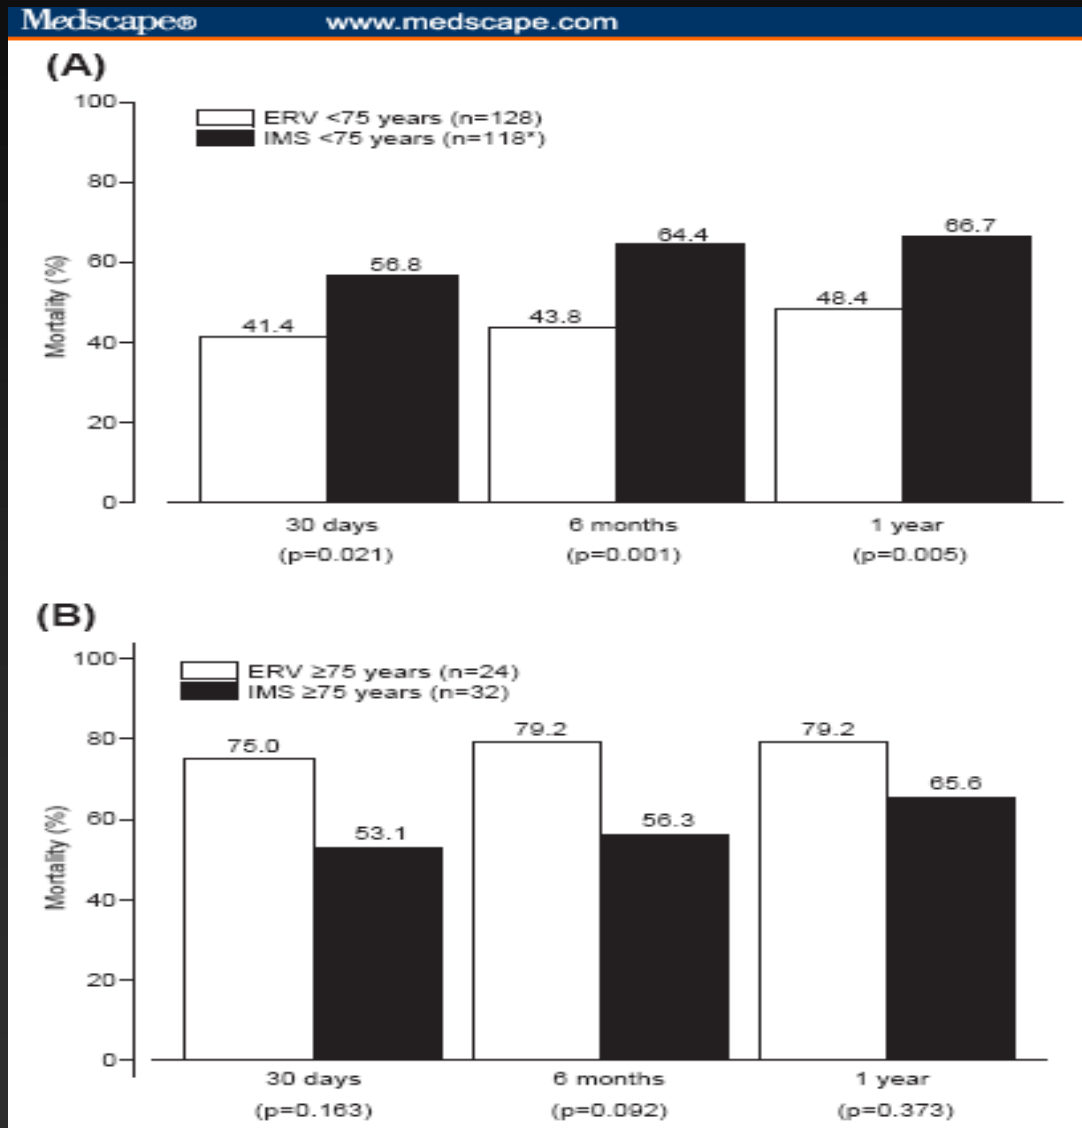 Medscape® www.medscape.com
(A)
100
80
60
40
20
0
Mortality (%)
ERV <75 years (n=128)
IMS <75 years (n=118*)
41.4
56.8
43.8
64.4
48.4
66.7
30 days
6 months
1 year
(p=0.021)
(p=0.001)
(p=0.005)
(B)
100
80
60
40
20
0
Mortality (%)
ERV ≥75 years (n=24)
IMS ≥75 years (n=32)
75.0
53.1
79.2
56.3
79.2
65.6
30 days
6 months
1 year
(p=0.163)
(p=0.092)
(p=0.373)